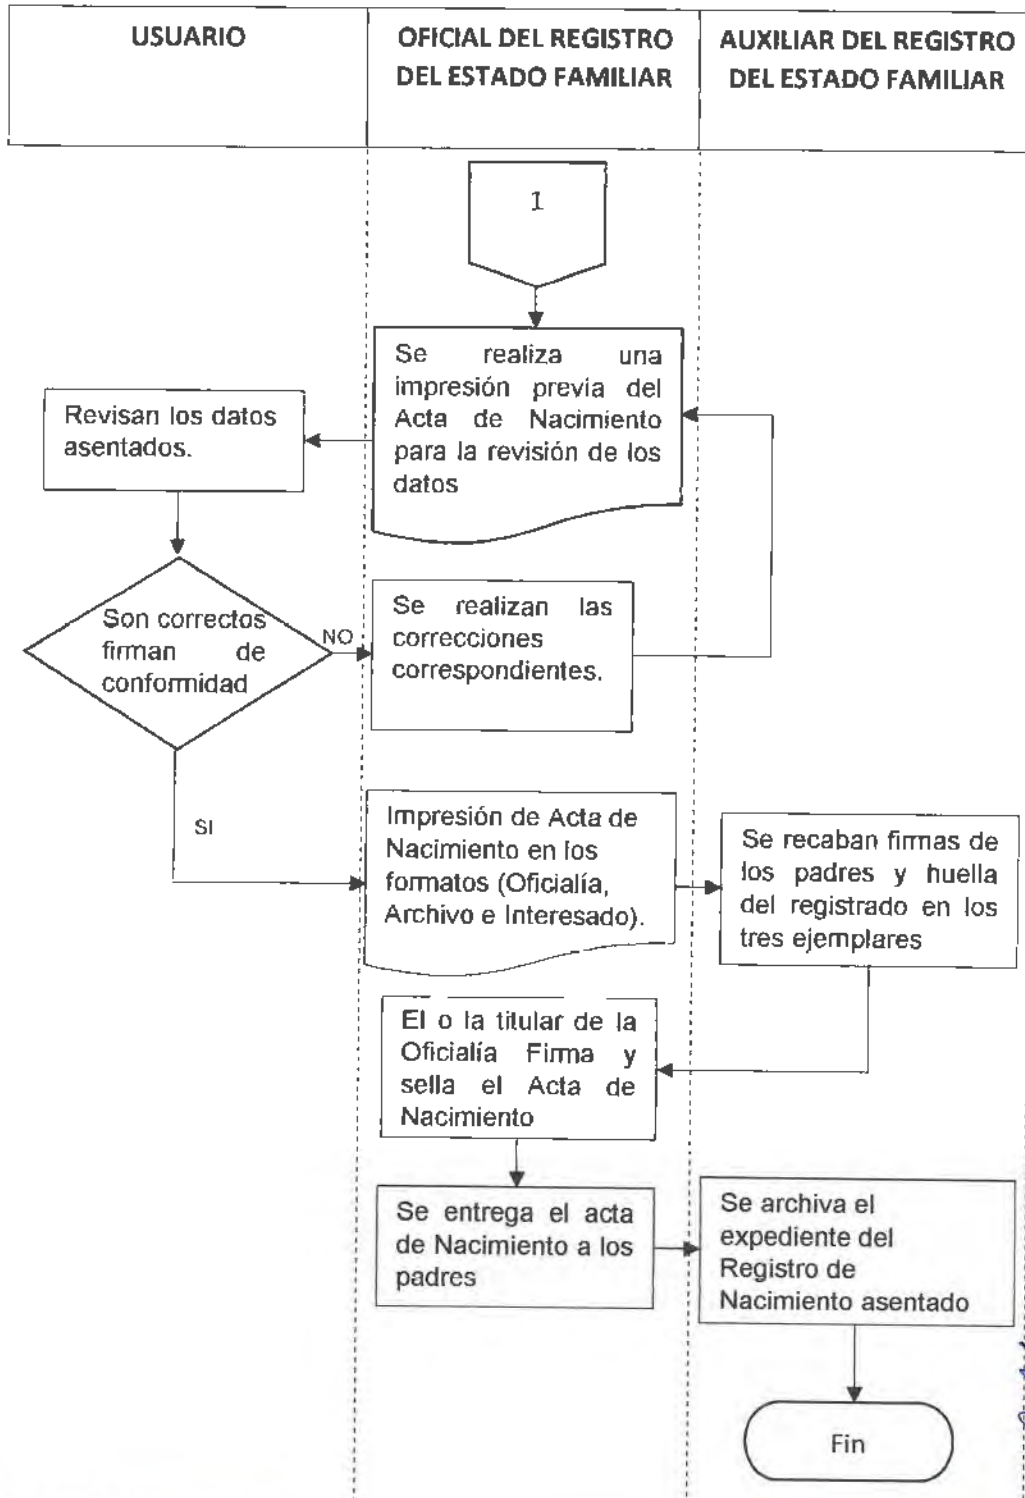 USUARIO
OFICIAL DEL REGISTRO
DEL ESTADO FAMILIAR
AUXILIAR DEL REGISTRO
DEL ESTADO FAMILIAR
1
Se realiza una
impresión previa del
Acta de Nacimiento
para la revisión de los
datos
Revisan los datos
asentados.
Son correctos
firman de
conformidad
NO
Se realizan las
correcciones
correspondientes.
SI
Impresión de Acta de
Nacimiento en los
formatos (Oficialía,
Archivo e Interesado).
Se recaban firmas de
los padres y huella
del registrado en los
tres ejemplares
El o la titular de la
Oficialía Firma y
sella el Acta de
Nacimiento
Se entrega el acta
de Nacimiento a los
padres
Se archiva el
expediente del
Registro de
Nacimiento asentado
Fin